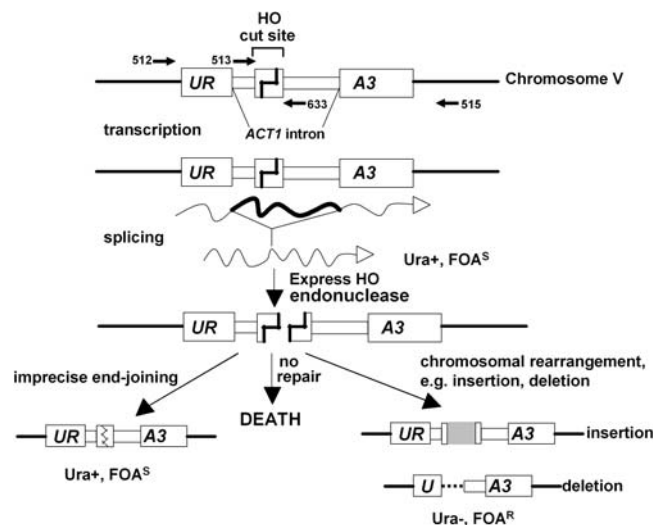 HO
cut site
512
513
UR
A3
Chromosome V
633
515
ACT1 intron
transcription
UR
A3
splicing
Ura+, FOAS
Express HO
endonuclease
UR
A3
imprecise end-joining
no
repair
chromosomal rearrangement,
e.g. insertion, deletion
DEATH
UR
A3
UR
A3
insertion
Ura+, FOAS
U
A3
deletion
Ura-, FOAR